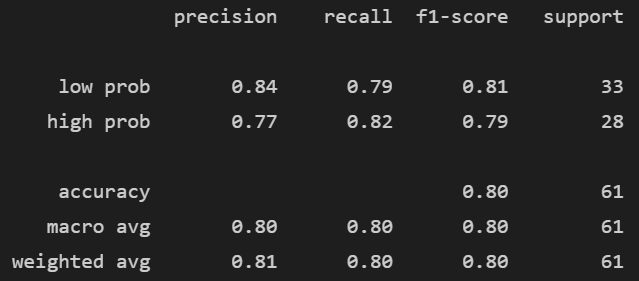 precision recall f1-score support
low prob 0.84 0.79 0.81 33
high prob 0.77 0.82 0.79 28
accuracy 0.80 61
macro avg 0.80 0.80 0.80 61
weighted avg 0.81 0.80 0.80 61